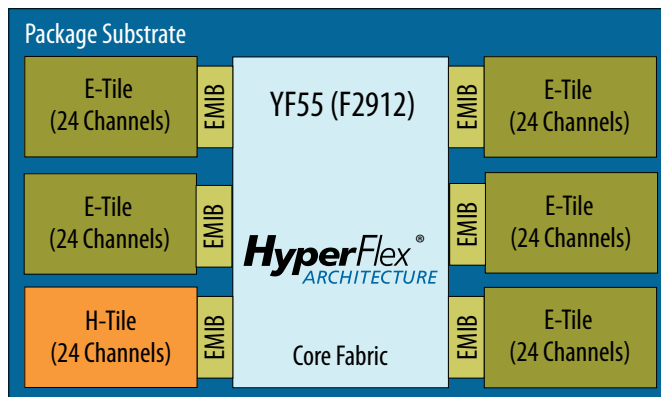 Package Substrate
E-Tile
(24 Channels)
EMIB
YF55 (F2912)
EMIB
E-Tile
(24 Channels)
E-Tile
(24 Channels)
EMIB
HyperFlex®
ARCHITECTURE
EMIB
E-Tile
(24 Channels)
H-Tile
(24 Channels)
EMIB
Core Fabric
EMIB
E-Tile
(24 Channels)